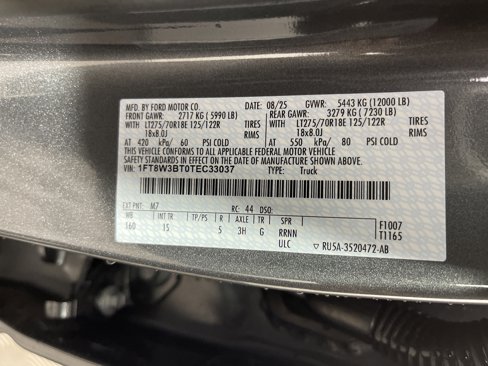 MFD. BY FORD MOTOR CO. DATE: 08/25 GVWR: 5443 KG (12000 LB)
FRONT GAWR: 2717 KG (5990 LB) REAR GAWR: 3279 KG (7230 LB)
WITH LT275/70R18E 125/122R TIRES WITH LT275/70R18E 125/122R TIRES
18x8.0J RIMS 18x8.0J RIMS
AT 420 kPa/ 60 PSI COLD AT 550 kPa/ 80 PSI COLD
THIS VEHICLE CONFORMS TO ALL APPLICABLE FEDERAL MOTOR VEHICLE
SAFETY STANDARDS IN EFFECT ON THE DATE OF MANUFACTURE SHOWN ABOVE.
VIN: 1FT8W3BT0TEC33037 TYPE: Truck
EXT PNT: M7 RC: 44 DSO:
WB INT TR TP/PS R AXLE TR SPR F1007
160 15 5 3H G RRNN T1165
ULC ▽ RU5A-3520472-AB